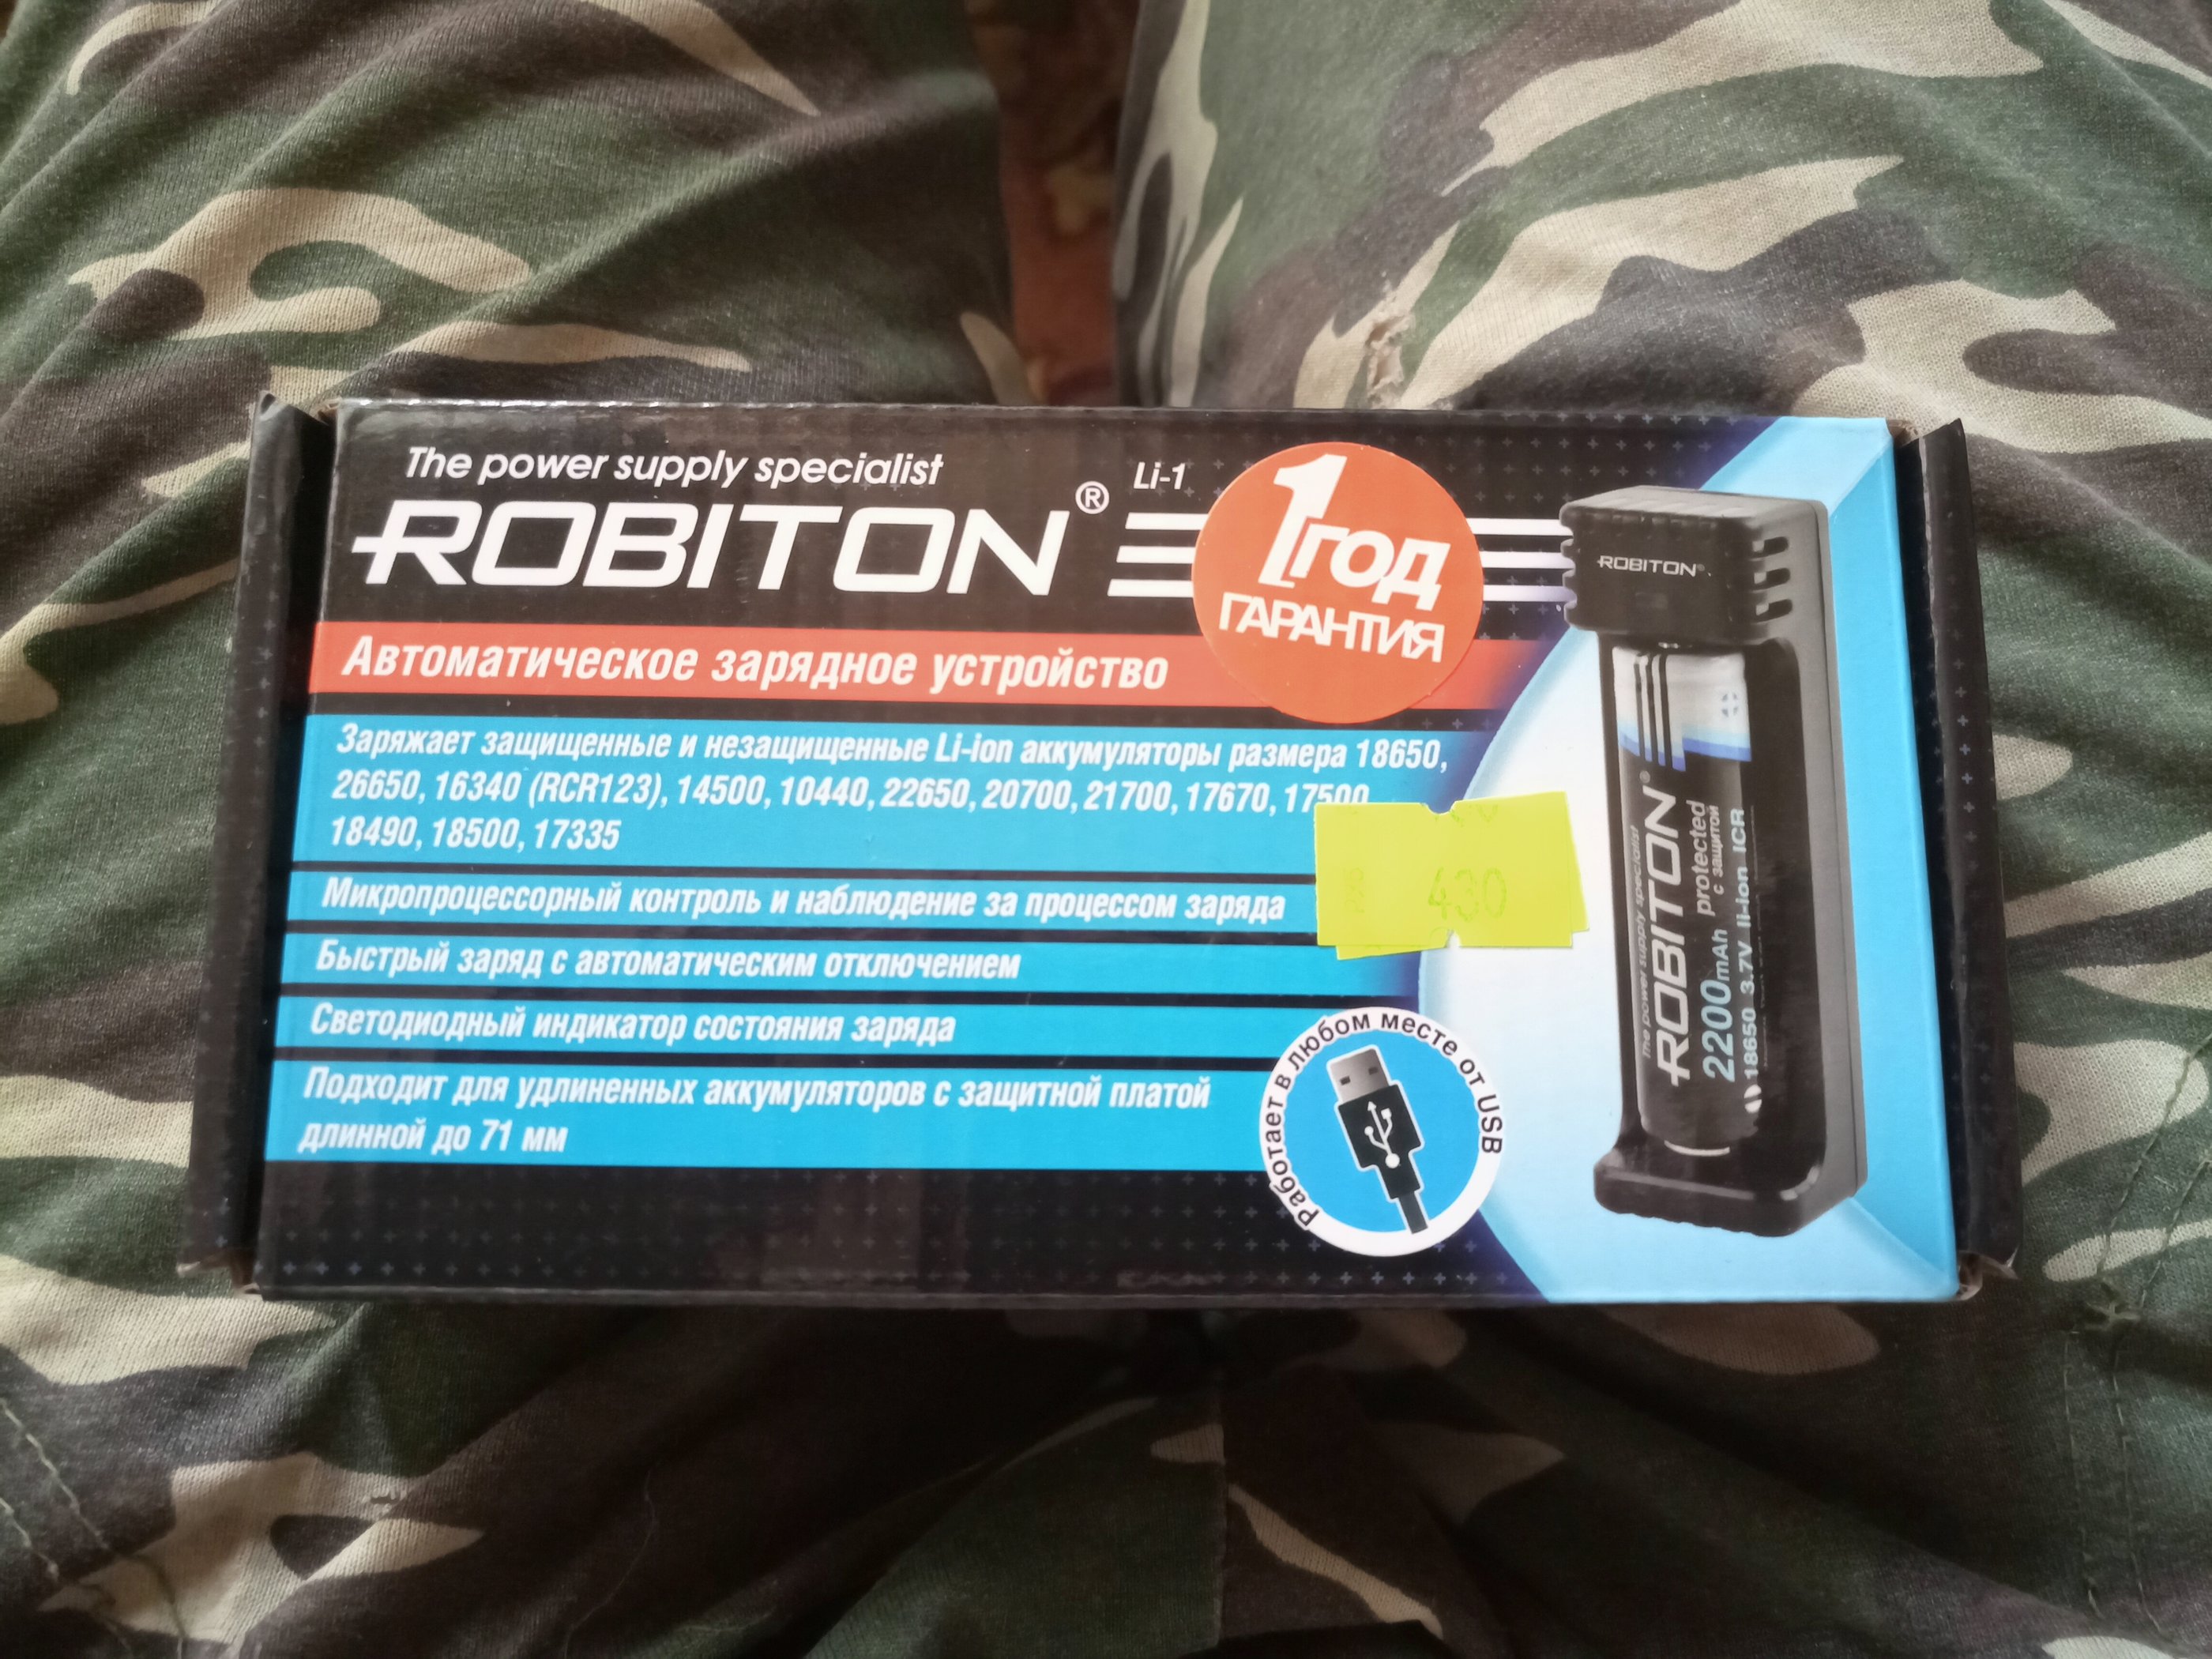 The power supply specialist
Li-1
ROBITON®
1 год
ГАРАНТИЯ
Автоматическое зарядное устройство
Заряжает защищенные и незащищенные Li-ion аккумуляторы размера 18650,
26650, 16340 (RCR123), 14500, 10440, 22650, 20700, 21700, 17670, 17500
18490, 18500, 17335
Микропроцессорный контроль и наблюдение за процессом заряда
Быстрый заряд с автоматическим отключением
Светодиодный индикатор состояния заряда
Подходит для удлиненных аккумуляторов с защитной платой
длинной до 71 мм
430
Работает в любом месте от USB
ROBITON®
The power supply specialist
ROBITON®
protected
с защитой
2200mAh
18650 3.7V li-ion ICR